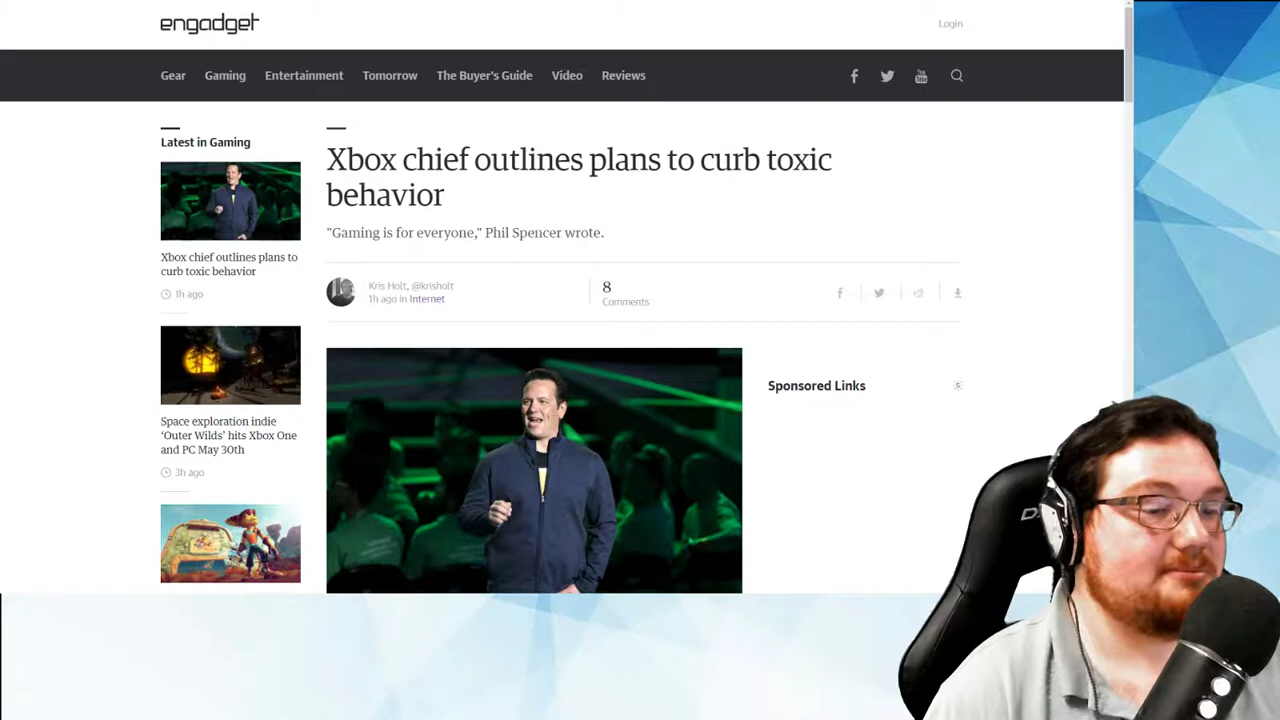 engadget
Login
Gear Gaming Entertainment Tomorrow The Buyer's Guide Video Reviews
Latest in Gaming
Xbox chief outlines plans to
curb toxic behavior
1h ago
Space exploration indie
‘Outer Wilds’ hits Xbox One
and PC May 30th
3h ago
Xbox chief outlines plans to curb toxic
behavior
"Gaming is for everyone," Phil Spencer wrote.
Kris Holt, @krisholt
1h ago in Internet
8
Comments
Sponsored Links